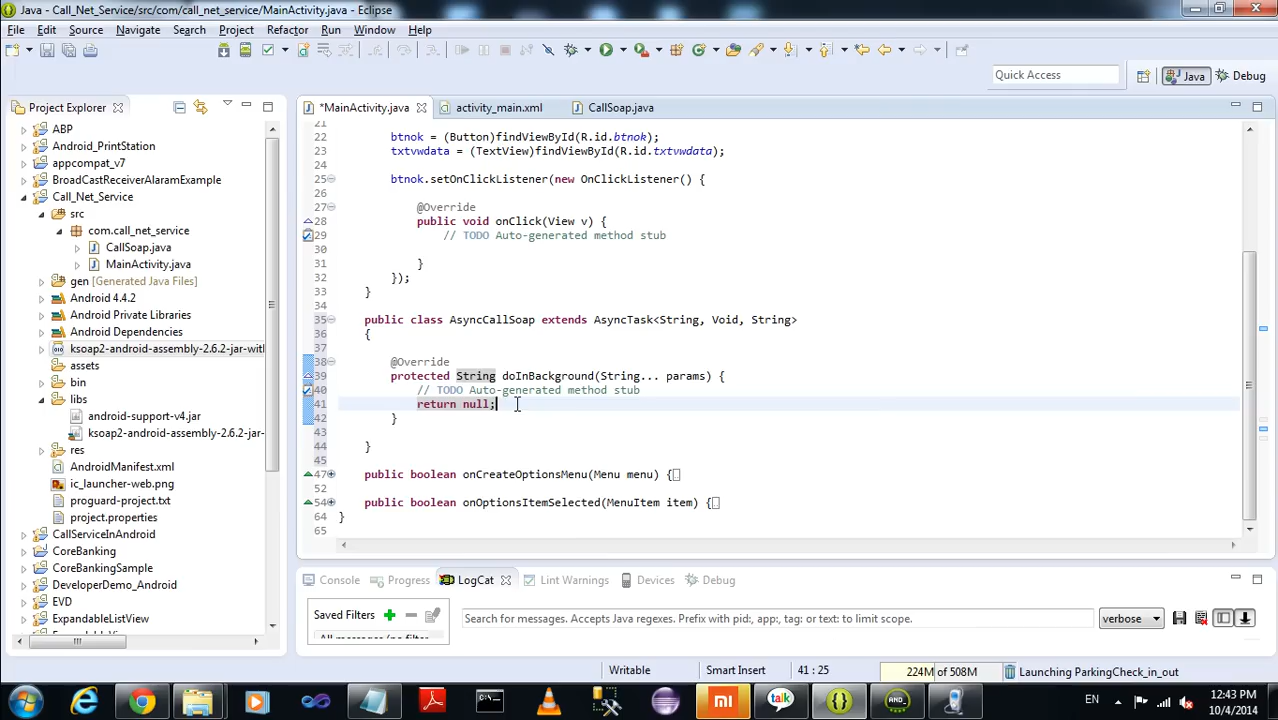 Java - Call_Net_Service/src/com/call_net_service/MainActivity.java - Eclipse
File Edit Source Navigate Search Project Refactor Run Window Help
Quick Access
Java
Debug
Project Explorer
ABP
Android_PrintStation
appcompat_v7
BroadCastReceiverAlaramExample
Call_Net_Service
src
com.call_net_service
CallSoap.java
MainActivity.java
gen [Generated Java Files]
Android 4.4.2
Android Private Libraries
Android Dependencies
ksoap2-android-assembly-2.6.2-jar-witl
assets
bin
libs
android-support-v4.jar
ksoap2-android-assembly-2.6.2-jar-
res
AndroidManifest.xml
ic_launcher-web.png
proguard-project.txt
project.properties
CallServiceInAndroid
CoreBanking
CoreBankingSample
DeveloperDemo_Android
EVD
ExpandableListView
*MainActivity.java
activity_main.xml
CallSoap.java
21
22 btnok = (Button)findViewById(R.id.btnok);
23 txtvwdata = (TextView)findViewById(R.id.txtvwdata);
24
25 btnok.setOnClickListener(new OnClickListener() {
26
27 @Override
28 public void onClick(View v) {
29 // TODO Auto-generated method stub
30
31 }
32 });
33 }
34
35 public class AsyncCallSoap extends AsyncTask<String, Void, String>
36 {
37
38 @Override
39 protected String doInBackground(String... params) {
40 // TODO Auto-generated method stub
41 return null;
42 }
43
44 }
45
47 public boolean onCreateOptionsMenu(Menu menu) {
52
54 public boolean onOptionsItemSelected(MenuItem item) {
64 }
65
Console
Progress
LogCat
Lint Warnings
Devices
Debug
Saved Filters
All messages (no filter
Search for messages. Accepts Java regexes. Prefix with pid:, app:, tag: or text: to limit scope.
verbose
Writable
Smart Insert
41 : 25
224M of 508M
Launching ParkingCheck_in_out
talk
EN
12:43 PM
10/4/2014